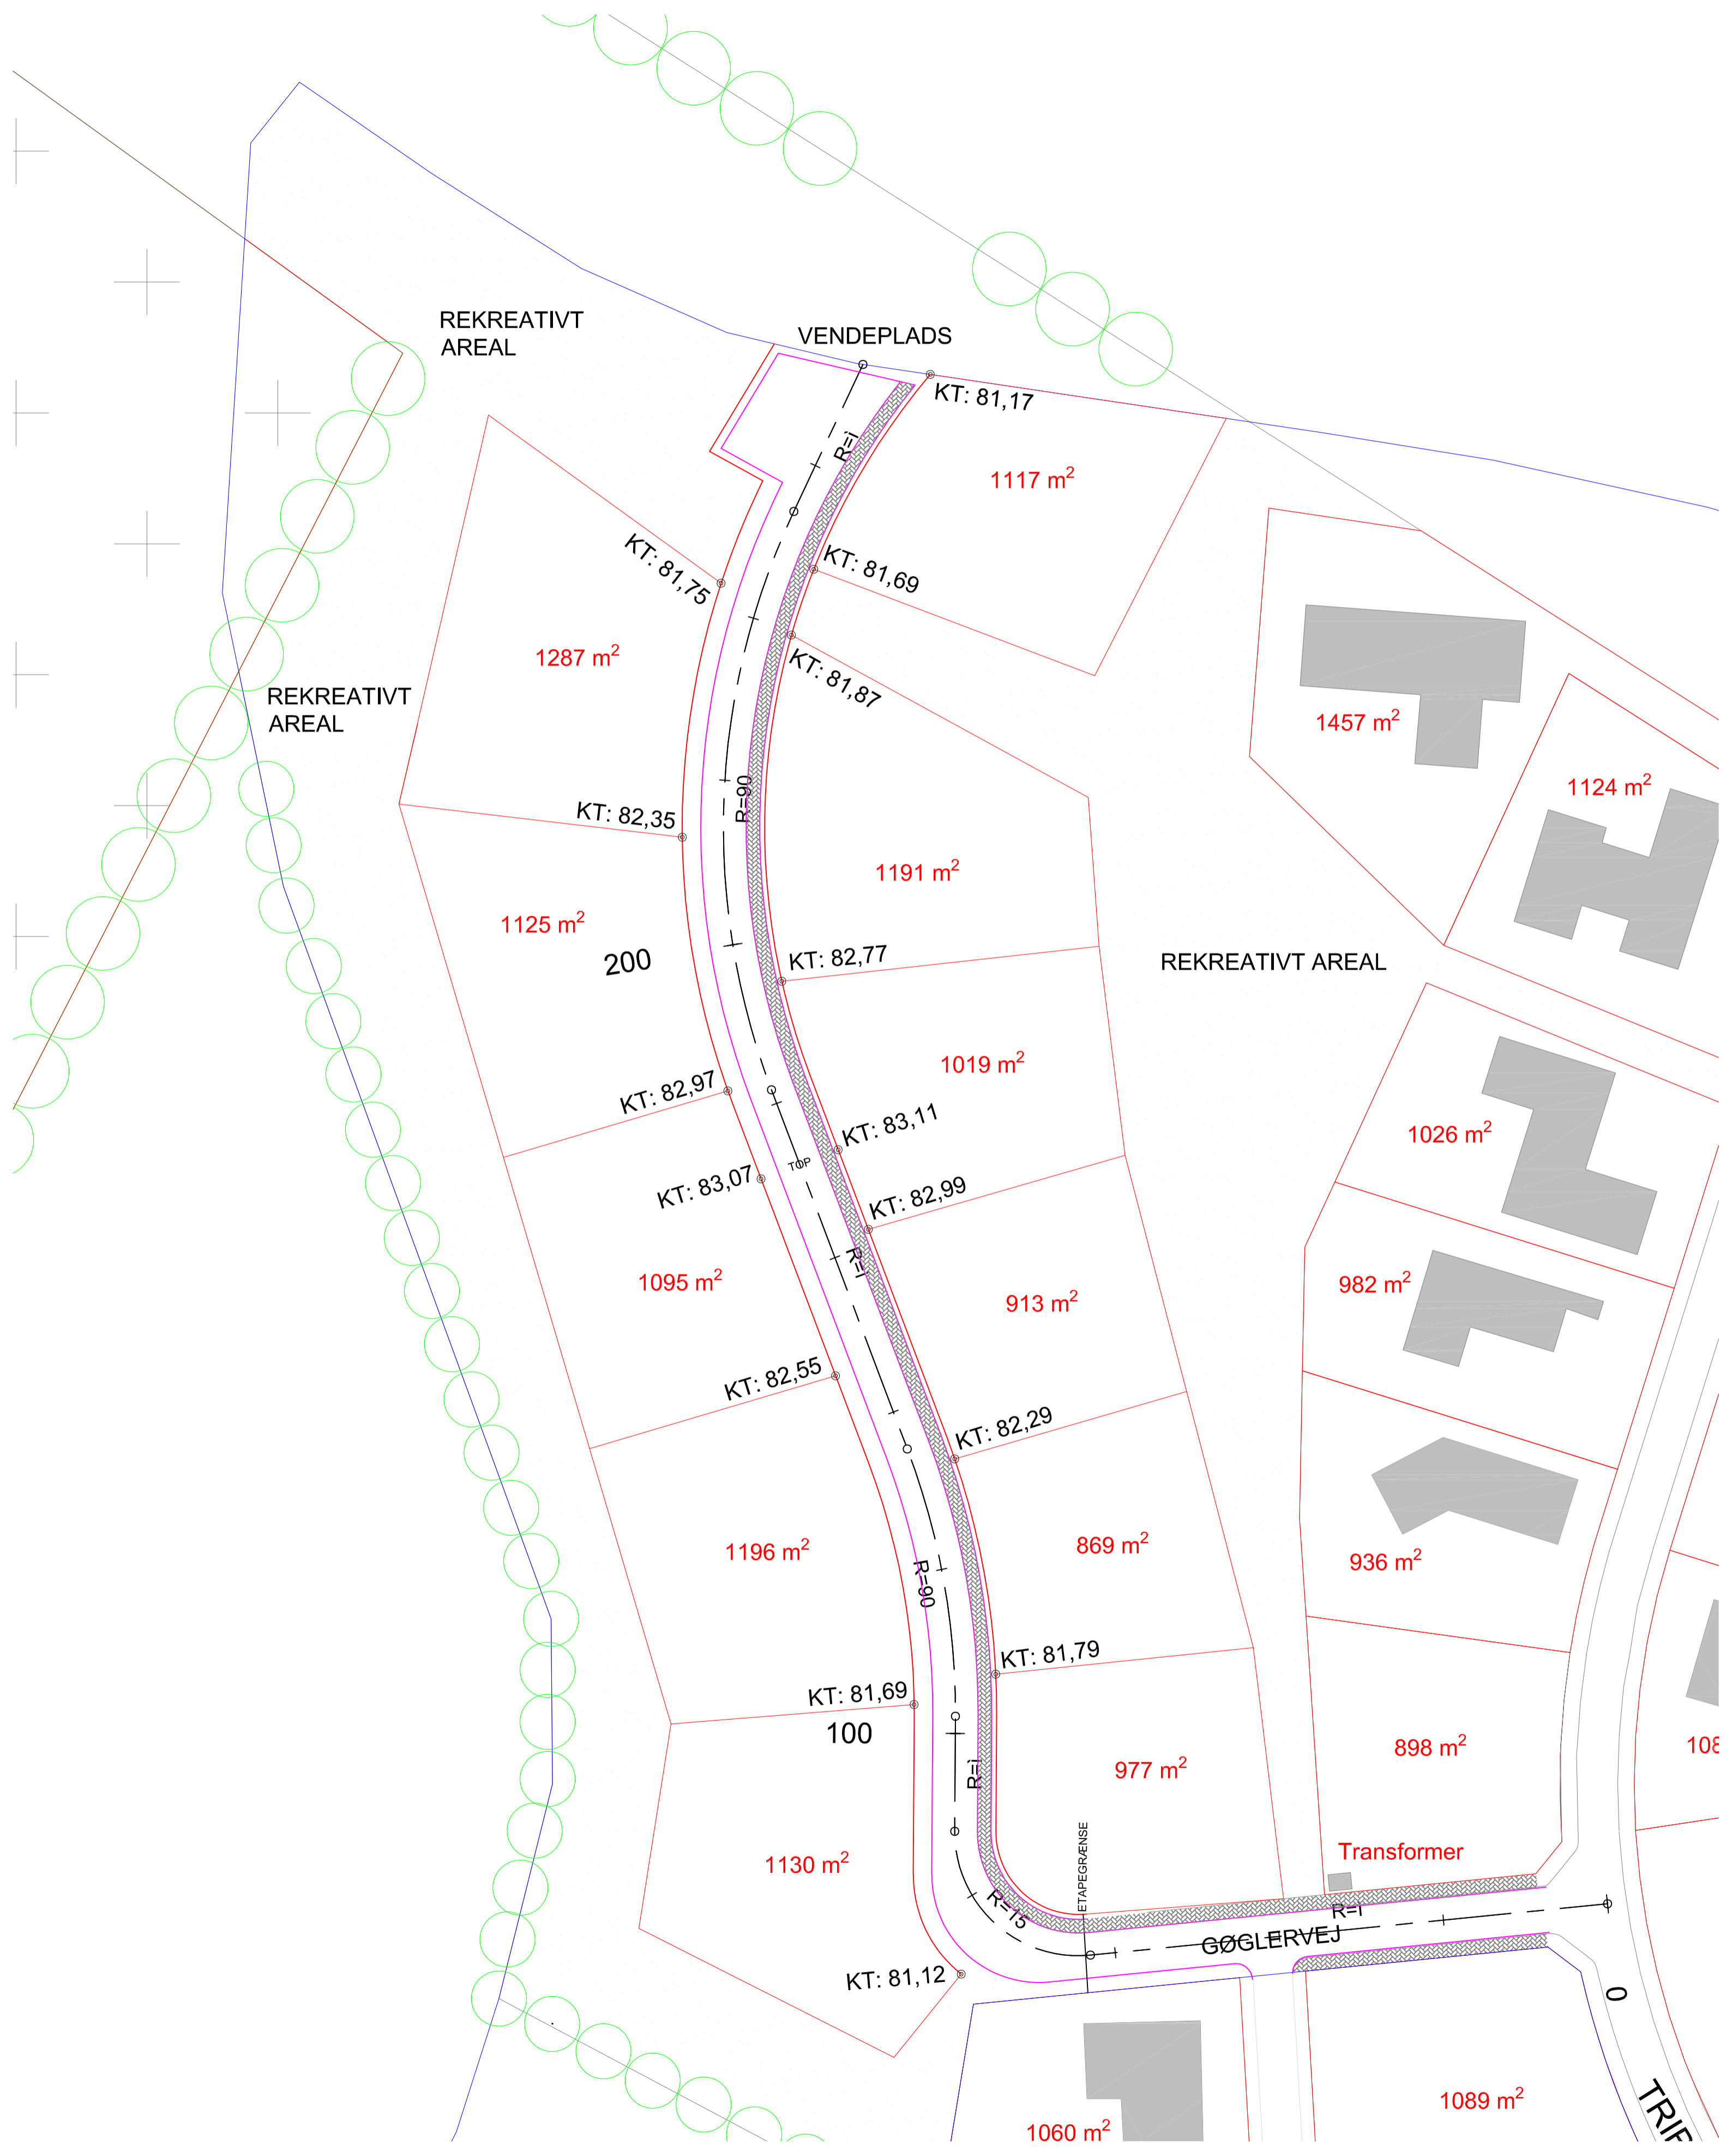 REKREATIVT
AREAL
VENDEPLADS
KT: 81,17
R=i
1117 m²
KT: 81,75
KT: 81,69
1287 m²
KT: 81,87
REKREATIVT
AREAL
1457 m²
1124 m²
KT: 82,35
R=90
1191 m²
1125 m²
200
KT: 82,77
REKREATIVT AREAL
1019 m²
KT: 82,97
KT: 83,11
1026 m²
TOP
KT: 83,07
KT: 82,99
R=i
1095 m²
913 m²
982 m²
KT: 82,55
KT: 82,29
1196 m²
R=90
869 m²
936 m²
KT: 81,79
KT: 81,69
100
898 m²
R=i
977 m²
1130 m²
ETAPEGRÆNSE
Transformer
R=15
R=i
GØGLERVEJ
KT: 81,12
0
1089 m²
1060 m²